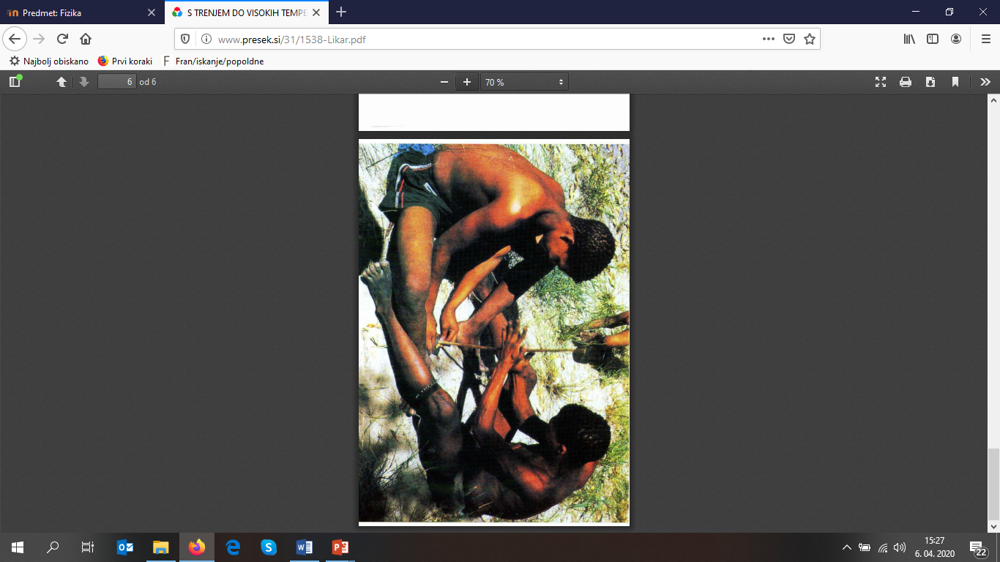 Predmet: Fizika
S TRENJEM DO VISOKIH TEMPE
www.presek.si/31/1538-Likar.pdf
Najbolj obiskano
Prvi koraki
Fran/iskanje/popoldne
6 od 6
70 %
15:27
6. 04. 2020
22